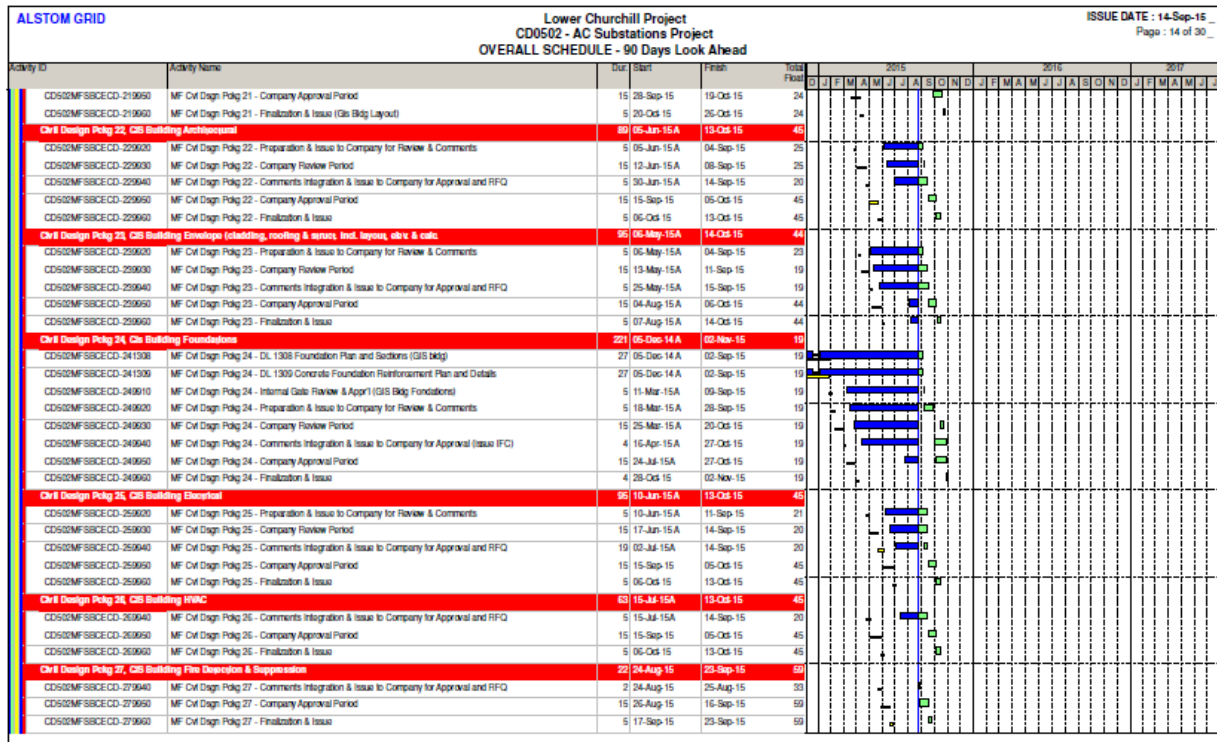 ALSTOM GRID
Lower Churchill Project
CD0502 - AC Substations Project
OVERALL SCHEDULE - 90 Days Look Ahead
ISSUE DATE : 14-Sep-15 _
Page : 14 of 30 _
Activity ID Activity Name Dur. Start Finish Total Float 2015 2016 2017
D J F M A M J J A S O N D J F M A M J J A S O N D J F M A M J J
CD502MFSBCECD-219950 MF Cvl Dsgn Pckg 21 - Company Approval Period 15 28-Sep-15 19-Oct-15 24
CD502MFSBCECD-219960 MF Cvl Dsgn Pckg 21 - Finalization & Issue (Gis Bldg Layout) 5 20-Oct-15 26-Oct-15 24
Civil Design Pckg 22, GIS Building Architectural 89 05-Jun-15 A 13-Oct-15 45
CD502MFSBCECD-229920 MF Cvl Dsgn Pckg 22 - Preparation & Issue to Company for Review & Comments 5 05-Jun-15 A 04-Sep-15 25
CD502MFSBCECD-229930 MF Cvl Dsgn Pckg 22 - Company Review Period 15 12-Jun-15 A 08-Sep-15 25
CD502MFSBCECD-229940 MF Cvl Dsgn Pckg 22 - Comments Integration & Issue to Company for Approval and RFQ 5 30-Jun-15 A 14-Sep-15 20
CD502MFSBCECD-229950 MF Cvl Dsgn Pckg 22 - Company Approval Period 15 15-Sep-15 05-Oct-15 45
CD502MFSBCECD-229960 MF Cvl Dsgn Pckg 22 - Finalization & Issue 5 06-Oct-15 13-Oct-15 45
Civil Design Pckg 23, GIS Building Envelope (cladding, roofing & struct, incl. layout, elev. & calc. 95 06-May-15A 14-Oct-15 44
CD502MFSBCECD-239920 MF Cvl Dsgn Pckg 23 - Preparation & Issue to Company for Review & Comments 5 06-May-15A 04-Sep-15 23
CD502MFSBCECD-239930 MF Cvl Dsgn Pckg 23 - Company Review Period 15 13-May-15A 11-Sep-15 19
CD502MFSBCECD-239940 MF Cvl Dsgn Pckg 23 - Comments Integration & Issue to Company for Approval and RFQ 5 25-May-15A 15-Sep-15 19
CD502MFSBCECD-239950 MF Cvl Dsgn Pckg 23 - Company Approval Period 15 04-Aug-15 A 06-Oct-15 44
CD502MFSBCECD-239960 MF Cvl Dsgn Pckg 23 - Finalization & Issue 5 07-Aug-15 A 14-Oct-15 44
Civil Design Pckg 24, Gis Building Foundations 221 05-Dec-14 A 02-Nov-15 19
CD502MFSBCECD-241308 MF Cvl Dsgn Pckg 24 - DL 1308 Foundation Plan and Sections (GIS bldg) 27 05-Dec-14 A 02-Sep-15 19
CD502MFSBCECD-241309 MF Cvl Dsgn Pckg 24 - DL 1309 Concrete Foundation Reinforcement Plan and Details 27 05-Dec-14 A 02-Sep-15 19
CD502MFSBCECD-249910 MF Cvl Dsgn Pckg 24 - Internal Gate Review & Appr'l (GIS Bldg Fondations) 5 11-Mar-15A 09-Sep-15 19
CD502MFSBCECD-249920 MF Cvl Dsgn Pckg 24 - Preparation & Issue to Company for Review & Comments 5 18-Mar-15 A 28-Sep-15 19
CD502MFSBCECD-249930 MF Cvl Dsgn Pckg 24 - Company Review Period 15 25-Mar-15A 20-Oct-15 19
CD502MFSBCECD-249940 MF Cvl Dsgn Pckg 24 - Comments Integration & Issue to Company for Approval (Issue IFC) 4 16-Apr-15A 27-Oct-15 19
CD502MFSBCECD-249950 MF Cvl Dsgn Pckg 24 - Company Approval Period 15 24-Jul-15A 27-Oct-15 19
CD502MFSBCECD-249960 MF Cvl Dsgn Pckg 24 - Finalization & Issue 4 28-Oct-15 02-Nov-15 19
Civil Design Pckg 25, GIS Building Electrical 95 10-Jun-15 A 13-Oct-15 45
CD502MFSBCECD-259920 MF Cvl Dsgn Pckg 25 - Preparation & Issue to Company for Review & Comments 5 10-Jun-15 A 11-Sep-15 21
CD502MFSBCECD-259930 MF Cvl Dsgn Pckg 25 - Company Review Period 15 17-Jun-15 A 14-Sep-15 20
CD502MFSBCECD-259940 MF Cvl Dsgn Pckg 25 - Comments Integration & Issue to Company for Approval and RFQ 19 02-Jul-15A 14-Sep-15 20
CD502MFSBCECD-259950 MF Cvl Dsgn Pckg 25 - Company Approval Period 15 15-Sep-15 05-Oct-15 45
CD502MFSBCECD-259960 MF Cvl Dsgn Pckg 25 - Finalization & Issue 5 06-Oct-15 13-Oct-15 45
Civil Design Pckg 26, GIS Building HVAC 63 15-Jul-15A 13-Oct-15 45
CD502MFSBCECD-269940 MF Cvl Dsgn Pckg 26 - Comments Integration & Issue to Company for Approval and RFQ 5 15-Jul-15A 14-Sep-15 20
CD502MFSBCECD-269950 MF Cvl Dsgn Pckg 26 - Company Approval Period 15 15-Sep-15 05-Oct-15 45
CD502MFSBCECD-269960 MF Cvl Dsgn Pckg 26 - Finalization & Issue 5 06-Oct-15 13-Oct-15 45
Civil Design Pckg 27, GIS Building Fire Detection & Suppression 22 24-Aug-15 23-Sep-15 59
CD502MFSBCECD-279940 MF Cvl Dsgn Pckg 27 - Comments Integration & Issue to Company for Approval and RFQ 2 24-Aug-15 25-Aug-15 33
CD502MFSBCECD-279950 MF Cvl Dsgn Pckg 27 - Company Approval Period 15 26-Aug-15 16-Sep-15 59
CD502MFSBCECD-279960 MF Cvl Dsgn Pckg 27 - Finalization & Issue 5 17-Sep-15 23-Sep-15 59